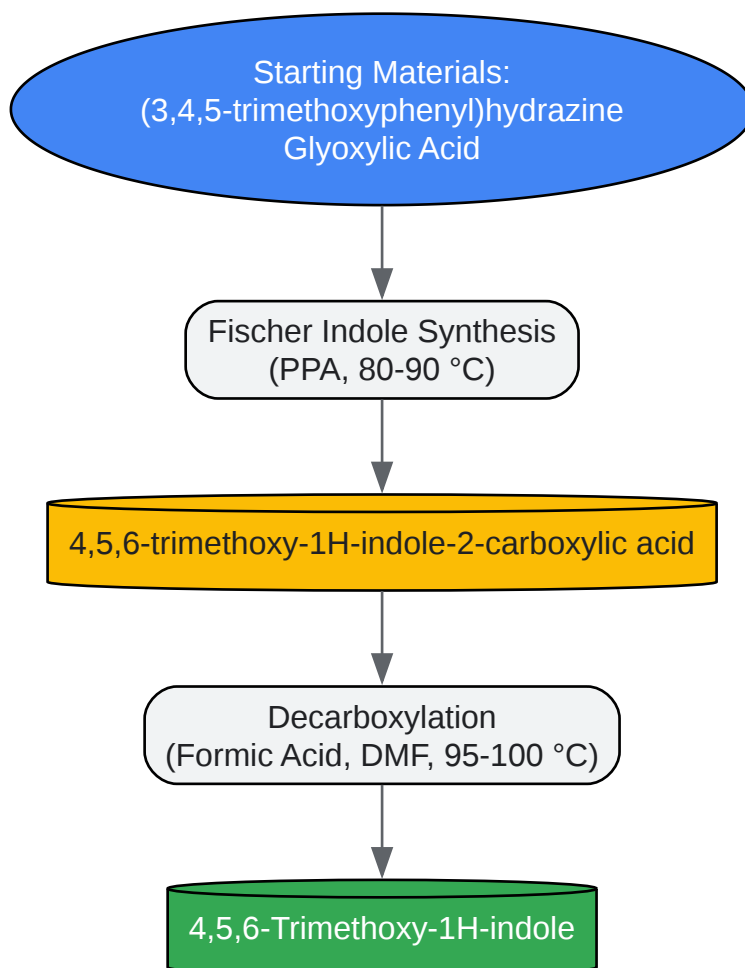 Starting Materials:
(3,4,5-trimethoxyphenyl)hydrazine
Glyoxylic Acid
Fischer Indole Synthesis
(PPA, 80-90 °C)
4,5,6-trimethoxy-1H-indole-2-carboxylic acid
Decarboxylation
(Formic Acid, DMF, 95-100 °C)
4,5,6-Trimethoxy-1H-indole